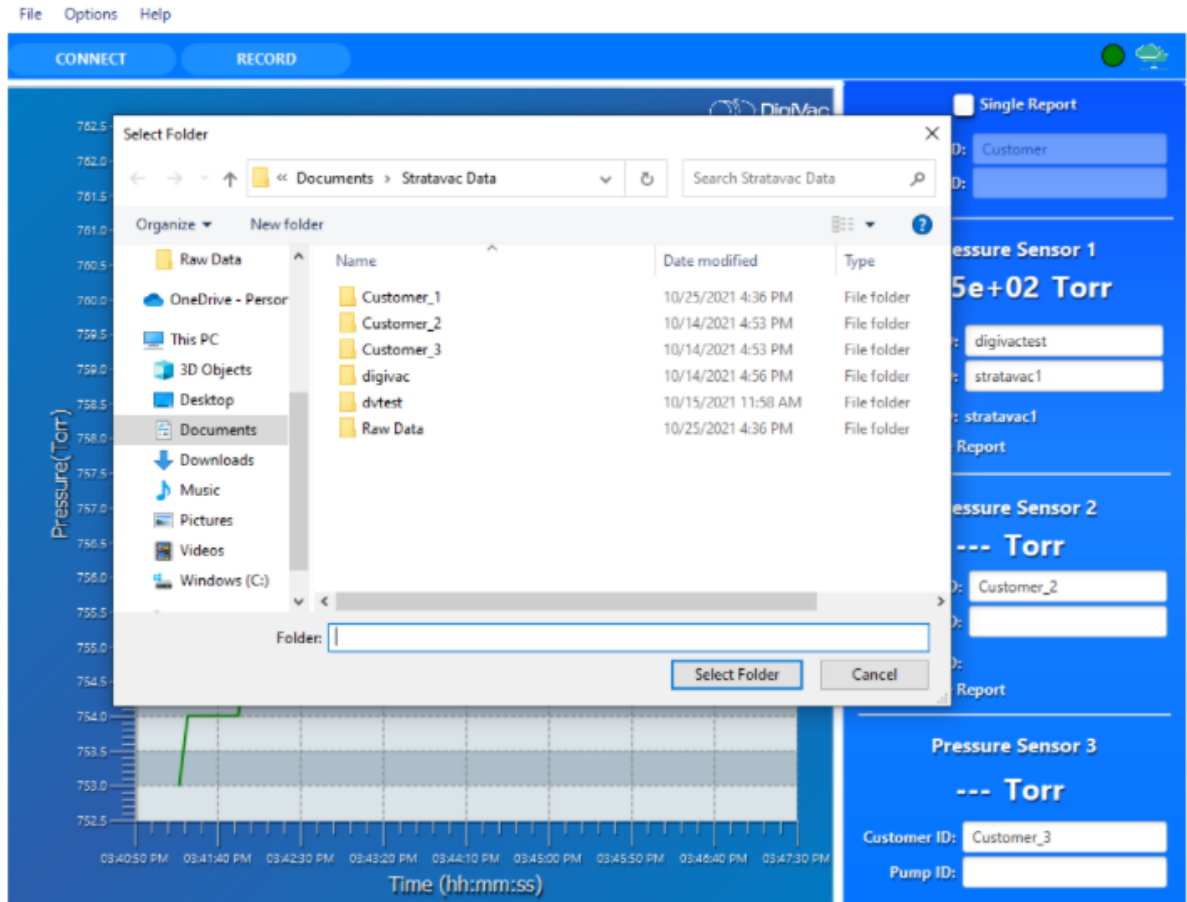 File Options Help
CONNECT RECORD
DigiVac
Select Folder
« Documents › Stratavac Data
Search Stratavac Data
Organize New folder
Raw Data
OneDrive - Person
This PC
3D Objects
Desktop
Documents
Downloads
Music
Pictures
Videos
Windows (C:)
Name Date modified Type
Customer_1 10/25/2021 4:36 PM File folder
Customer_2 10/14/2021 4:53 PM File folder
Customer_3 10/14/2021 4:53 PM File folder
digivac 10/14/2021 4:56 PM File folder
dvtest 10/15/2021 11:58 AM File folder
Raw Data 10/25/2021 4:36 PM File folder
Folder:
Select Folder Cancel
Pressure(Torr)
762.5
762.0
761.5
761.0
760.5
760.0
759.5
759.0
758.5
758.0
757.5
757.0
756.5
756.0
755.5
755.0
754.5
754.0
753.5
753.0
752.5
03:40:50 PM 03:41:40 PM 03:42:30 PM 03:43:20 PM 03:44:10 PM 03:45:00 PM 03:45:50 PM 03:46:40 PM 03:47:30 PM
Time (hh:mm:ss)
Single Report
D: Customer
D:
essure Sensor 1
5e+02 Torr
: digivactest
: stratavac1
: stratavac1
Report
essure Sensor 2
--- Torr
D: Customer_2
D:
D:
Report
Pressure Sensor 3
--- Torr
Customer ID: Customer_3
Pump ID: